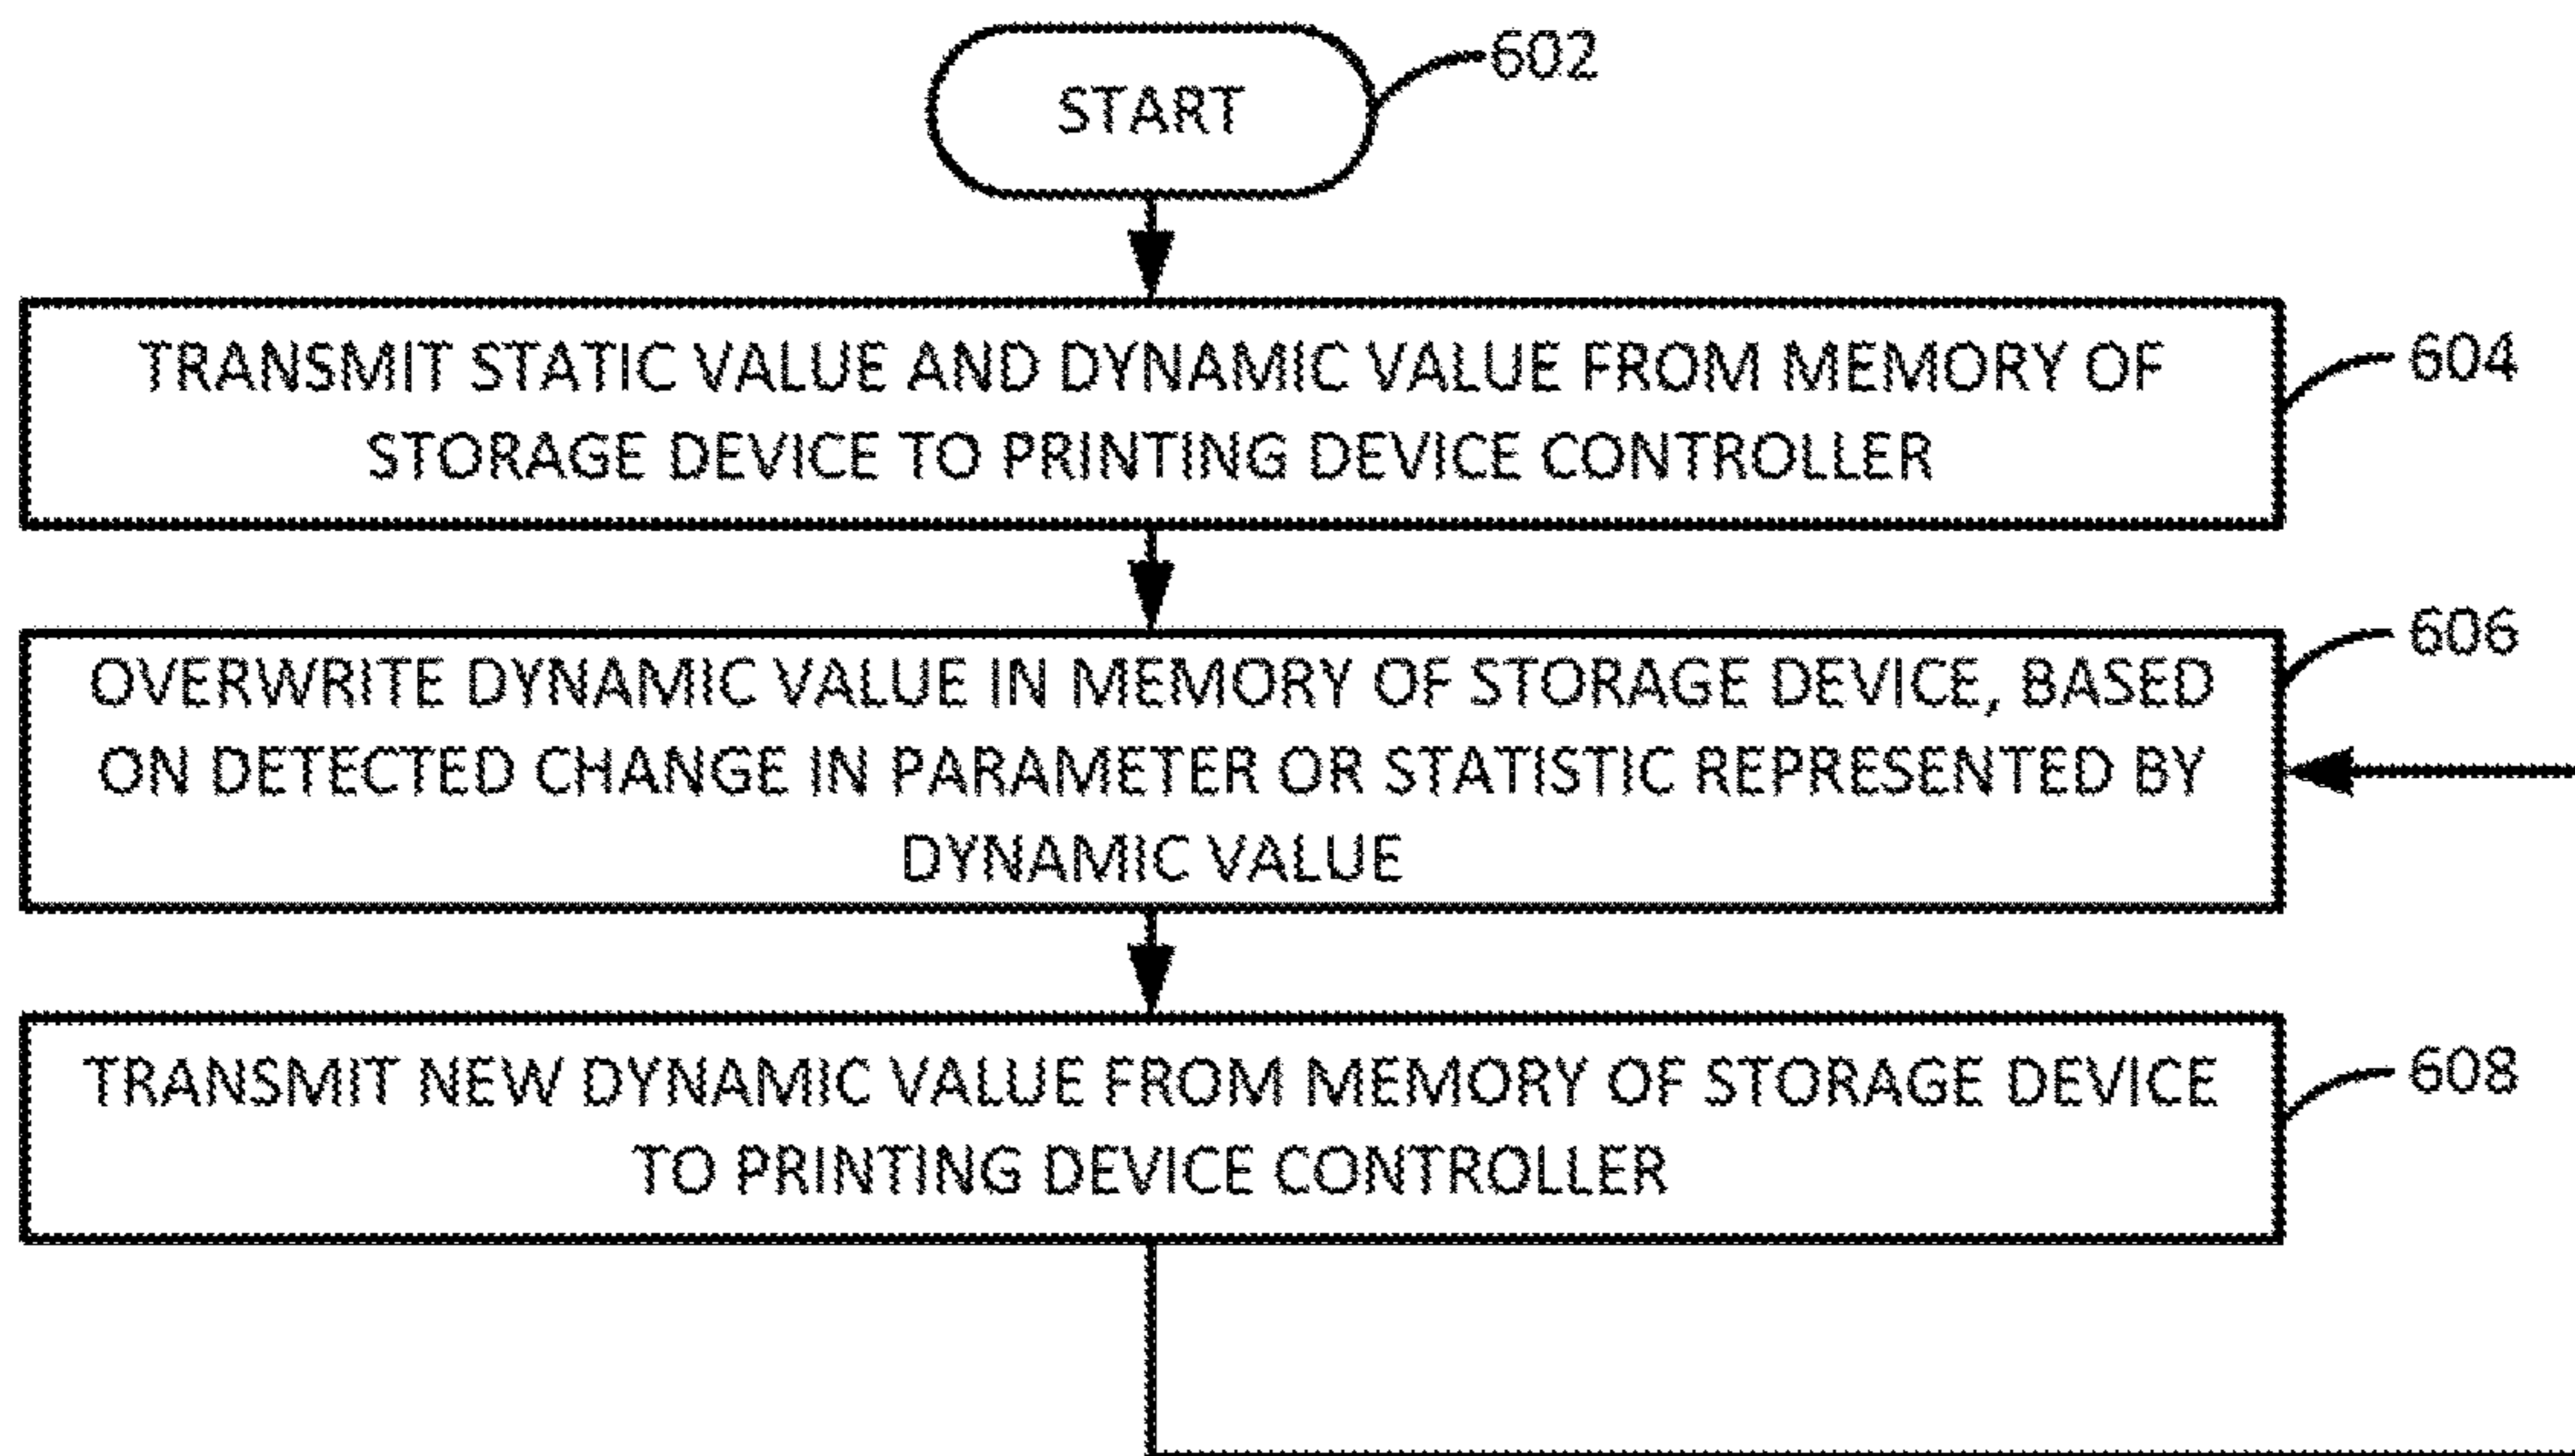 START
602
TRANSMIT STATIC VALUE AND DYNAMIC VALUE FROM MEMORY OF
STORAGE DEVICE TO PRINTING DEVICE CONTROLLER
604
OVERWRITE DYNAMIC VALUE IN MEMORY OF STORAGE DEVICE, BASED
ON DETECTED CHANGE IN PARAMETER OR STATISTIC REPRESENTED BY
DYNAMIC VALUE
606
TRANSMIT NEW DYNAMIC VALUE FROM MEMORY OF STORAGE DEVICE
TO PRINTING DEVICE CONTROLLER
608